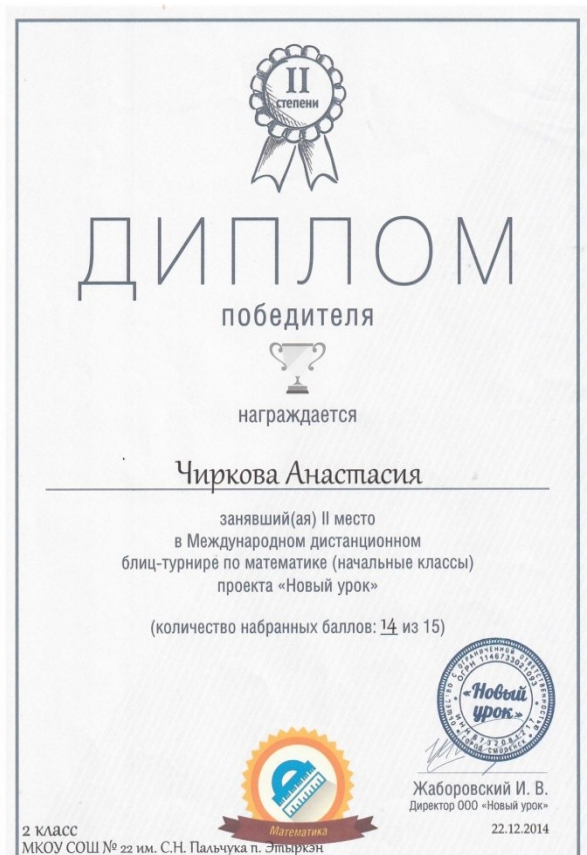 II
СТЕПЕНИ
ДИПЛОМ
победителя
награждается
Чиркова Анастасия
занявший(ая) II место
в Международном дистанционном
блиц-турнире по математике (начальные классы)
проекта «Новый урок»
(количество набранных баллов: 14 из 15)
«Новый
урок»
Жаборовский И. В.
Директор ООО «Новый урок»
22.12.2014
Математика
2 класс
МКОУ СОШ № 22 им. С.Н. Пальчука п. Этыркэн